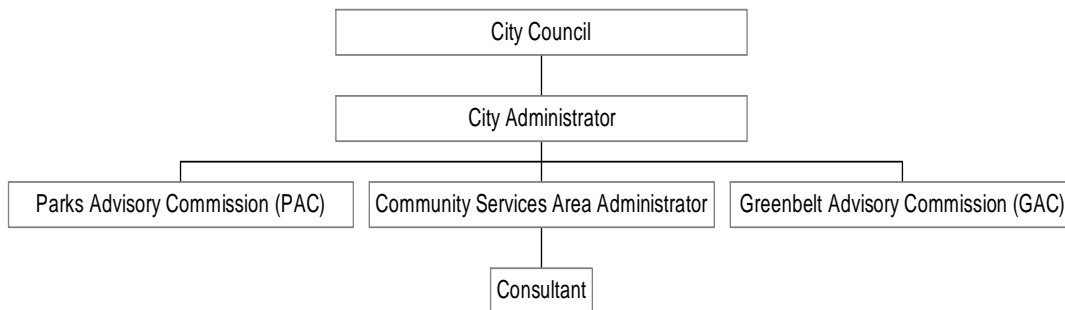 City Council
City Administrator
Parks Advisory Commission (PAC)
Community Services Area Administrator
Greenbelt Advisory Commission (GAC)
Consultant